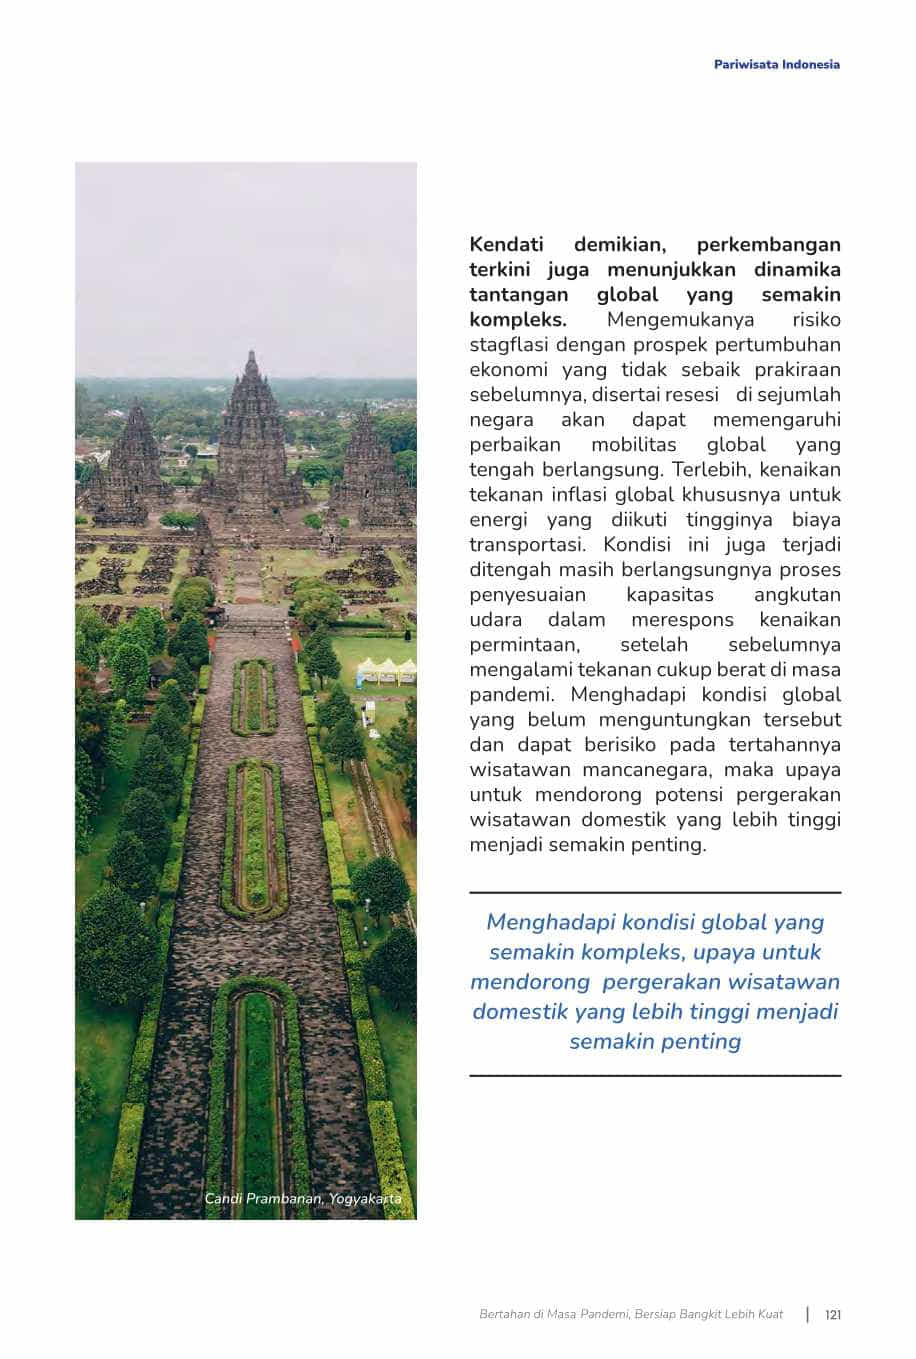 Pariwisata Indonesia
Kendati demikian, perkembangan
terkini juga menunjukkan dinamika
tantangan global yang semakin
kompleks. Mengemukanya risiko
stagflasi dengan prospek pertumbuhan
ekonomi yang tidak sebaik prakiraan
sebelumnya, disertai resesi di sejumlah
negara akan dapat memengaruhi
perbaikan mobilitas global yang
tengah berlangsung. Terlebih, kenaikan
tekanan inflasi global khususnya untuk
energi yang diikuti tingginya biaya
transportasi. Kondisi ini juga terjadi
ditengah masih berlangsungnya proses
penyesuaian kapasitas angkutan
udara dalam merespons kenaikan
permintaan, setelah sebelumnya
mengalami tekanan cukup berat di masa
pandemi. Menghadapi kondisi global
yang belum menguntungkan tersebut
dan dapat berisiko pada tertahannya
wisatawan mancanegara, maka upaya
untuk mendorong potensi pergerakan
wisatawan domestik yang lebih tinggi
menjadi semakin penting.
Menghadapi kondisi global yang
semakin kompleks, upaya untuk
mendorong pergerakan wisatawan
domestik yang lebih tinggi menjadi
semakin penting
Candi Prambanan, Yogyakarta
Bertahan di Masa Pandemi, Bersiap Bangkit Lebih Kuat | 121